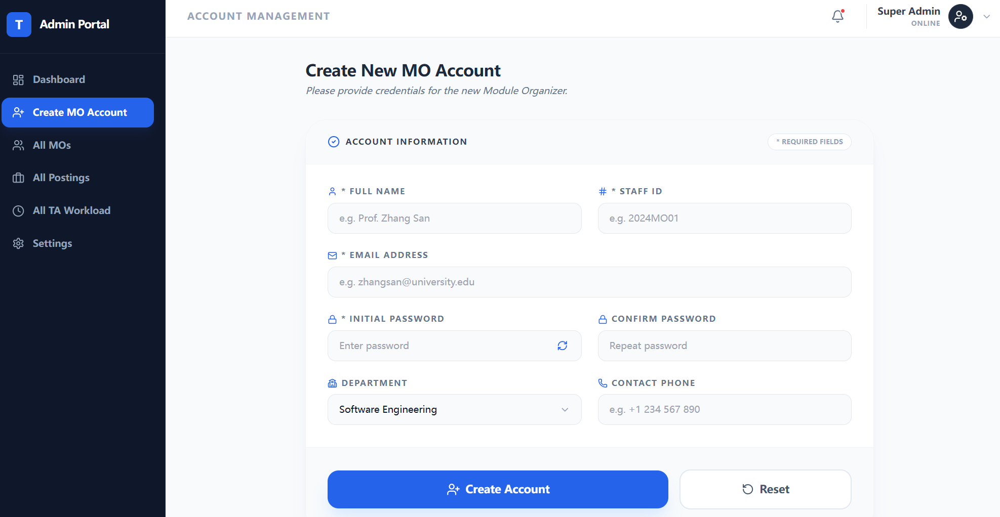 T
Admin Portal
Dashboard
Create MO Account
All MOs
All Postings
All TA Workload
Settings
ACCOUNT MANAGEMENT
Super Admin
ONLINE
Create New MO Account
Please provide credentials for the new Module Organizer.
ACCOUNT INFORMATION
* REQUIRED FIELDS
* FULL NAME
e.g. Prof. Zhang San
* STAFF ID
e.g. 2024MO01
* EMAIL ADDRESS
e.g. zhangsan@university.edu
* INITIAL PASSWORD
Enter password
CONFIRM PASSWORD
Repeat password
DEPARTMENT
Software Engineering
CONTACT PHONE
e.g. +1 234 567 890
Create Account
Reset